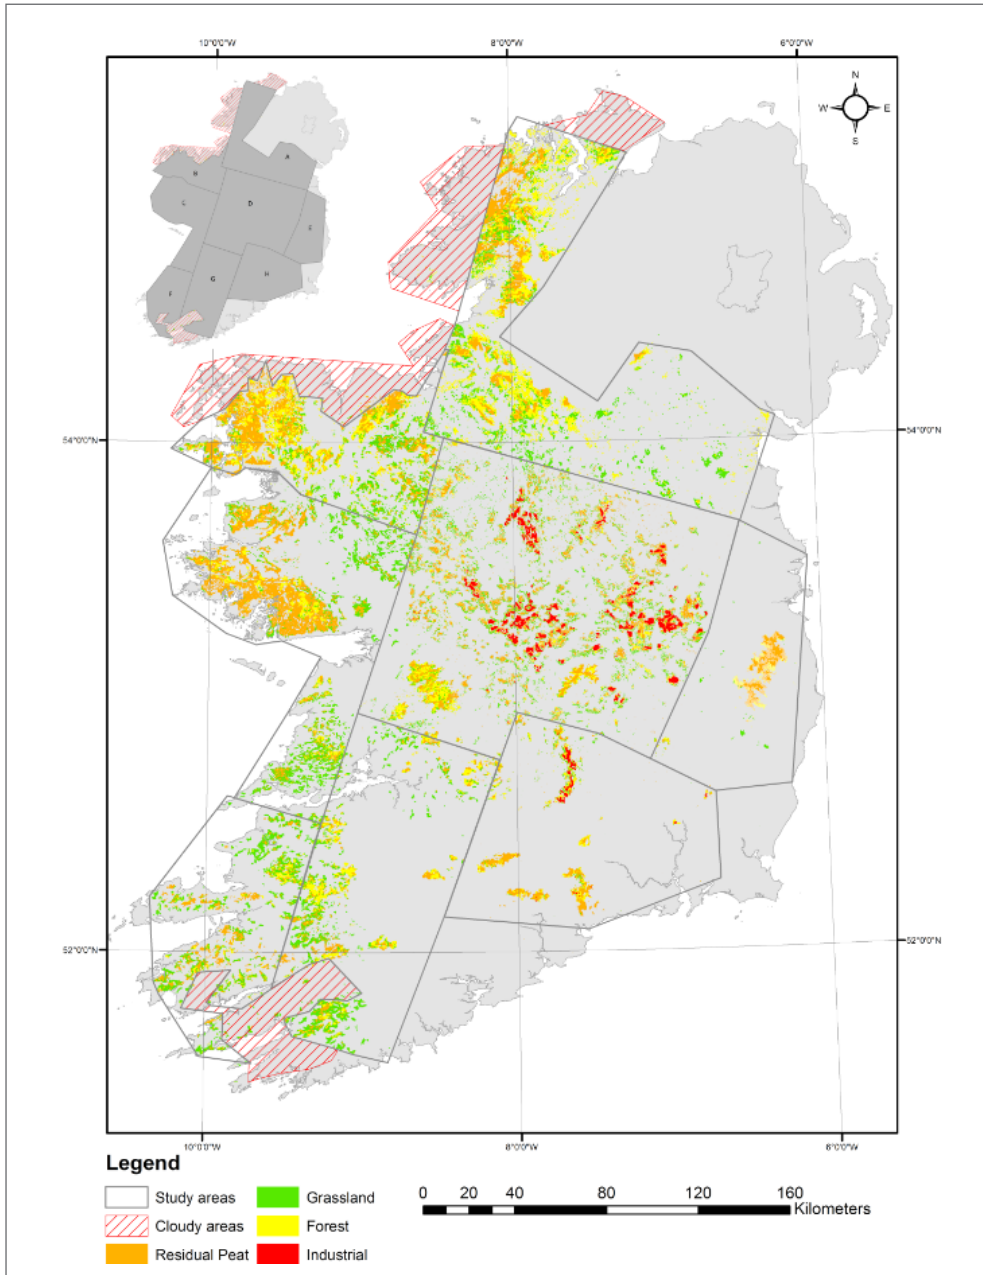 10°0'0"W 8°0'0"W 6°0'0"W
N
W E
S
A
B
C
D
E
F
G
H
54°0'0"N 54°0'0"N
52°0'0"N 52°0'0"N
10°0'0"W 8°0'0"W 6°0'0"W
Legend
Study areas Grassland
Cloudy areas Forest
Residual Peat Industrial
0 20 40 80 120 160
Kilometers